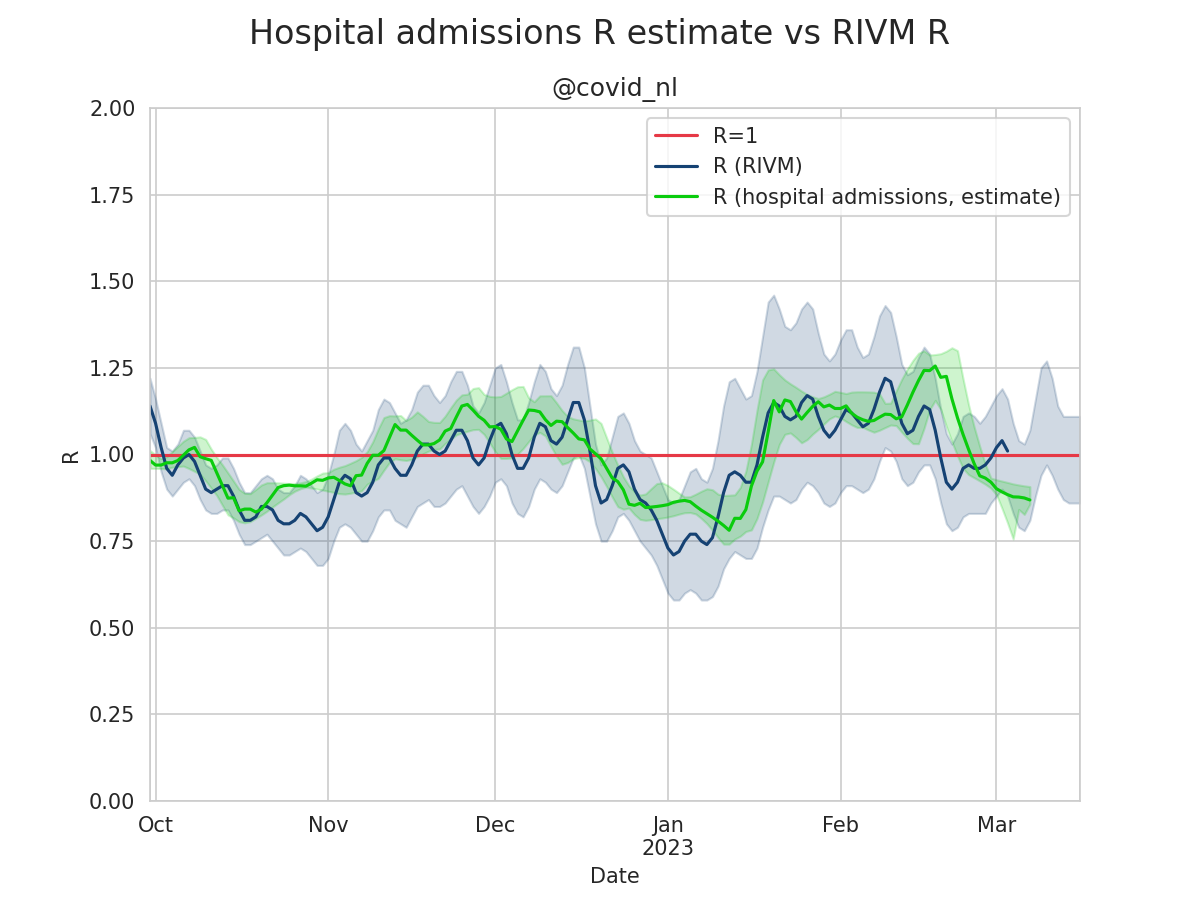 Hospital admissions R estimate vs RIVM R
@covid_nl
R=1
R (RIVM)
R (hospital admissions, estimate)
2.00
1.75
1.50
1.25
1.00
0.75
0.50
0.25
0.00
R
Oct Nov Dec Jan Feb Mar
2023
Date